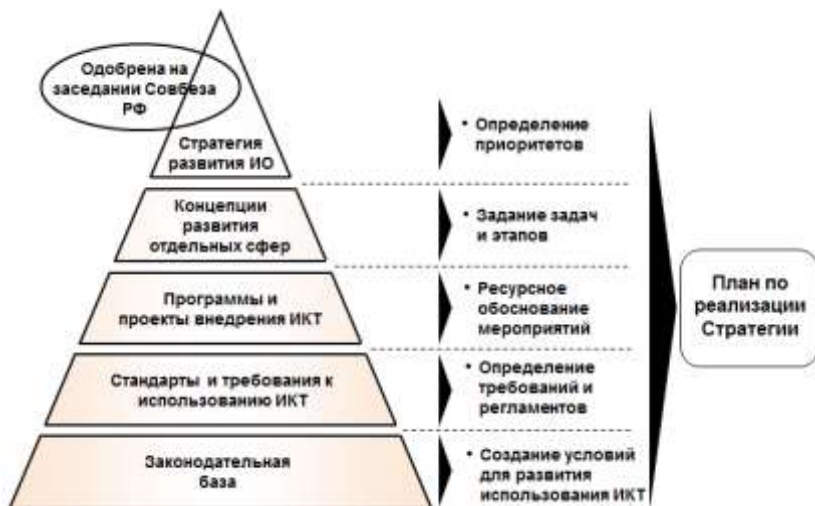 Одобрена на
заседании Совбеза
РФ
Стратегия
развития ИО
• Определение
приоритетов
Концепции
развития
отдельных сфер
• Задание задач
и этапов
Программы и
проекты внедрения ИКТ
• Ресурсное
обоснование
мероприятий
Стандарты и требования к
использованию ИКТ
• Определение
требований и
регламентов
Законодательная
база
• Создание условий
для развития
использования ИКТ
План по
реализации
Стратегии